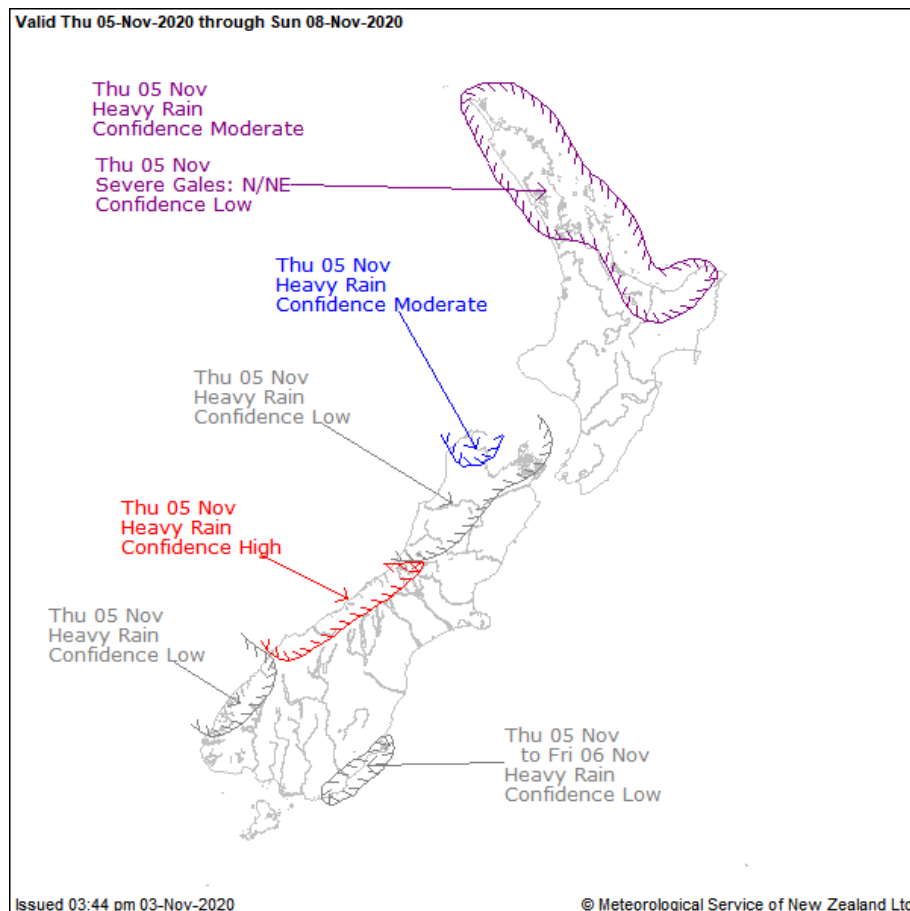 Valid Thu 05-Nov-2020 through Sun 08-Nov-2020
Thu 05 Nov
Heavy Rain
Confidence Moderate
Thu 05 Nov
Severe Gales: N/NE
Confidence Low
Thu 05 Nov
Heavy Rain
Confidence Moderate
Thu 05 Nov
Heavy Rain
Confidence Low
Thu 05 Nov
Heavy Rain
Confidence High
Thu 05 Nov
Heavy Rain
Confidence Low
Thu 05 Nov
to Fri 06 Nov
Heavy Rain
Confidence Low
Issued 03:44 pm 03-Nov-2020
© Meteorological Service of New Zealand Ltd